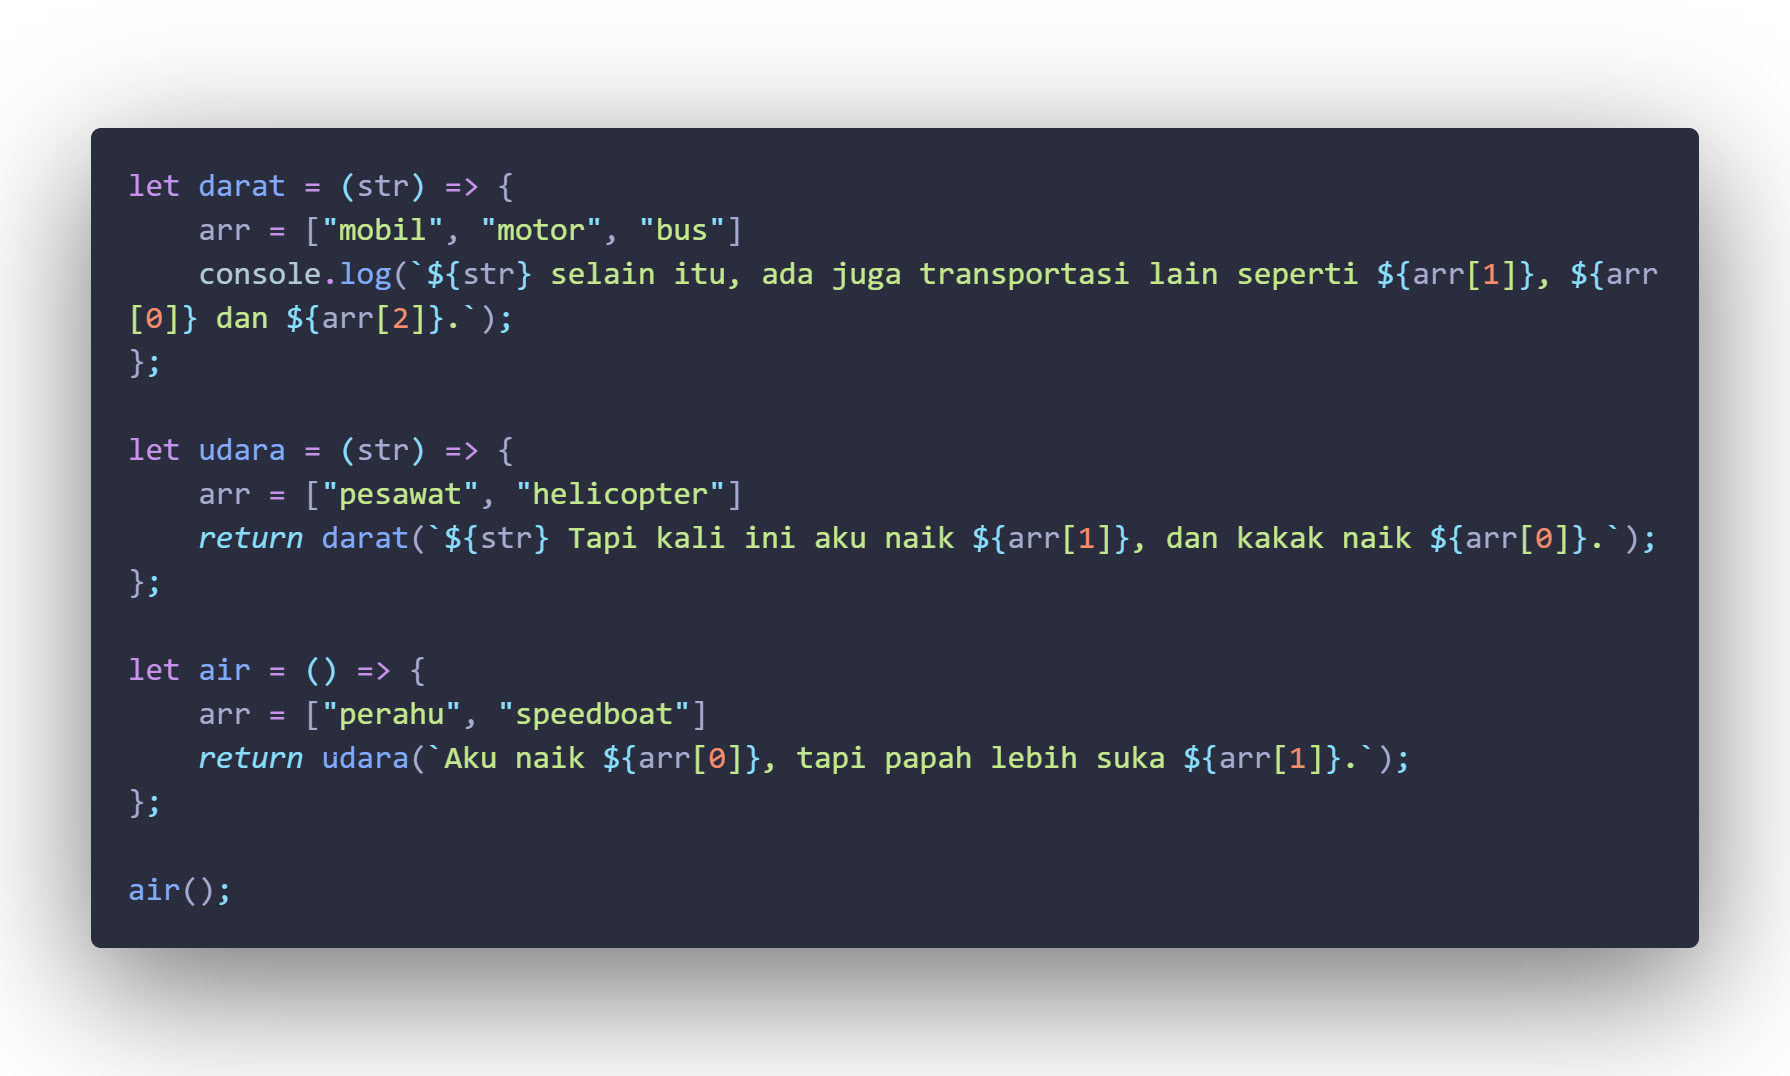 let darat = (str) => {
    arr = ["mobil", "motor", "bus"]
    console.log(`${str} selain itu, ada juga transportasi lain seperti ${arr[1]}, ${arr
[0]} dan ${arr[2]}.`);
};

let udara = (str) => {
    arr = ["pesawat", "helicopter"]
    return darat(`${str} Tapi kali ini aku naik ${arr[1]}, dan kakak naik ${arr[0]}.`);
};

let air = () => {
    arr = ["perahu", "speedboat"]
    return udara(`Aku naik ${arr[0]}, tapi papah lebih suka ${arr[1]}.`);
};

air();